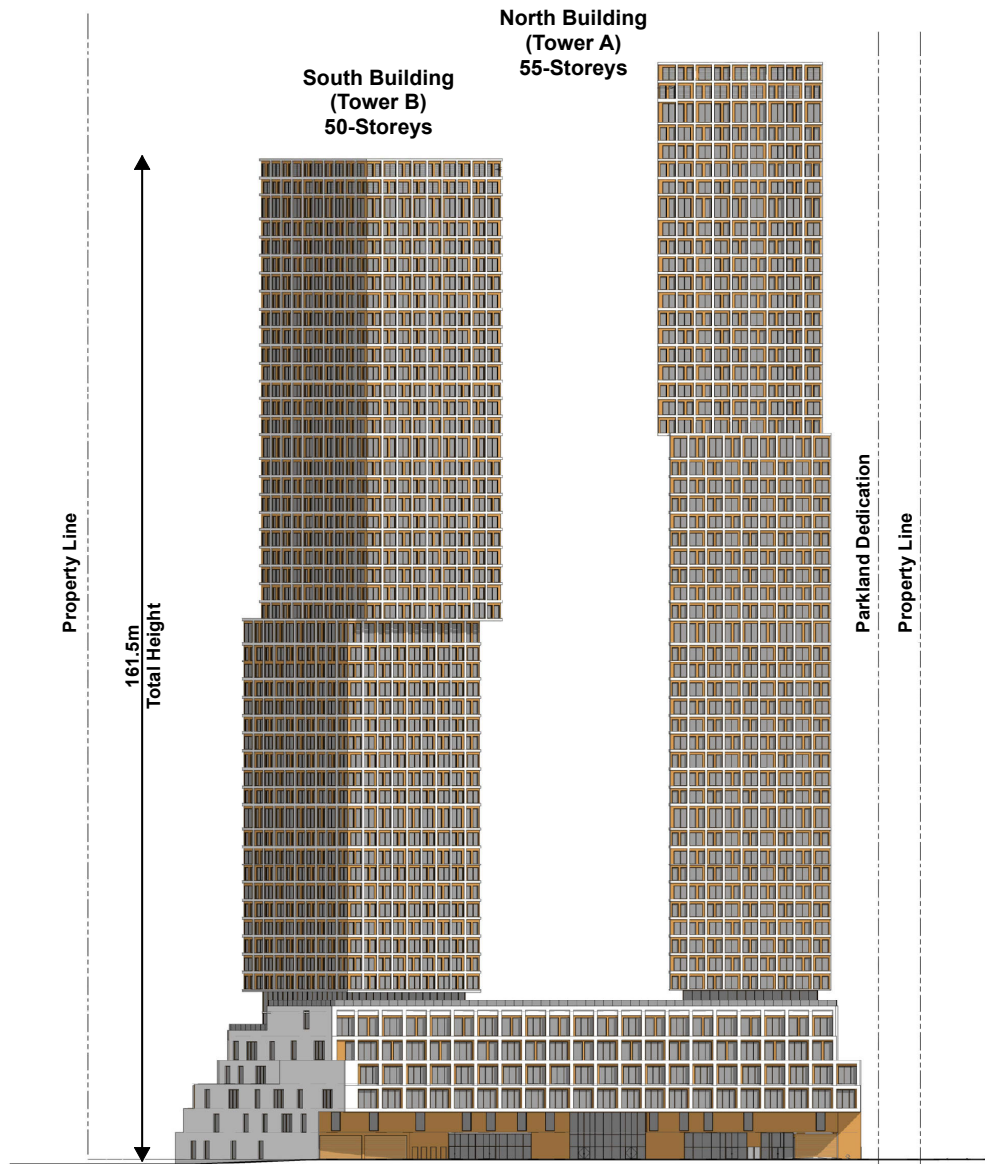 North Building
(Tower A)
55-Storeys
South Building
(Tower B)
50-Storeys
Property Line
161.5m
Total Height
Parkland Dedication
Property Line